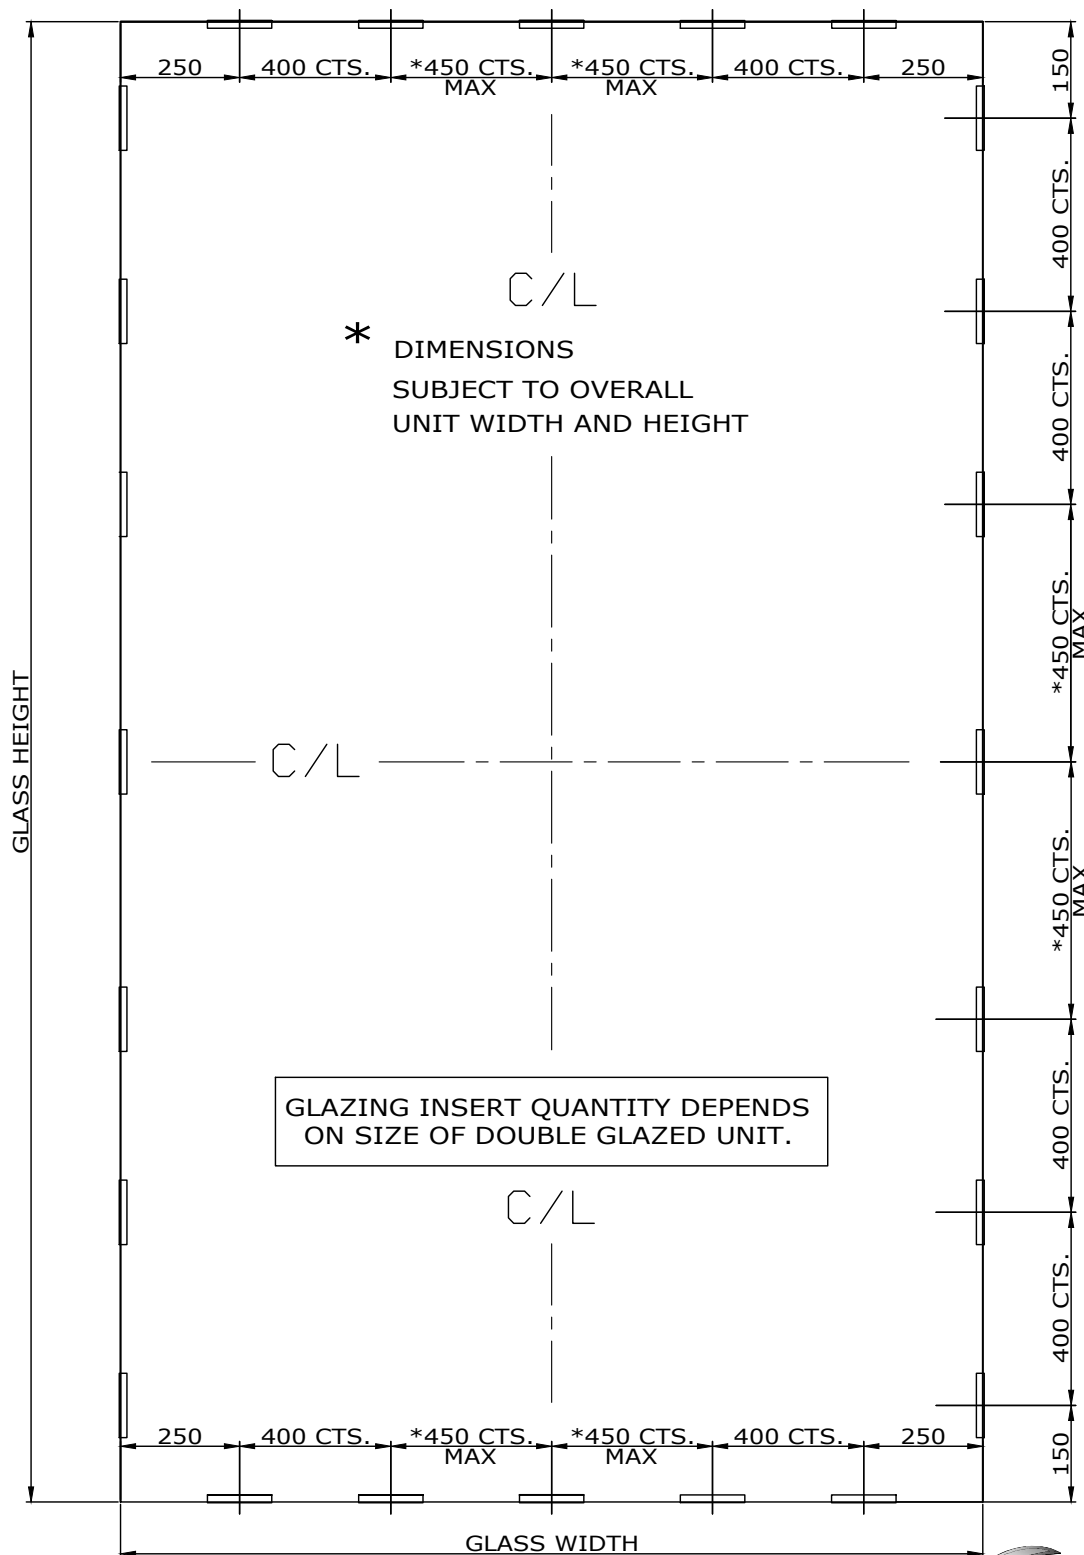 250
400 CTS.
*450 CTS.
MAX
*450 CTS.
MAX
400 CTS.
250
150
400 CTS.
C/L
*
DIMENSIONS
SUBJECT TO OVERALL
UNIT WIDTH AND HEIGHT
400 CTS.
*450 CTS.
MAX
GLASS HEIGHT
C/L
*450 CTS.
MAX
GLAZING INSERT QUANTITY DEPENDS
ON SIZE OF DOUBLE GLAZED UNIT.
400 CTS.
C/L
400 CTS.
250
400 CTS.
*450 CTS.
MAX
*450 CTS.
MAX
400 CTS.
250
150
GLASS WIDTH